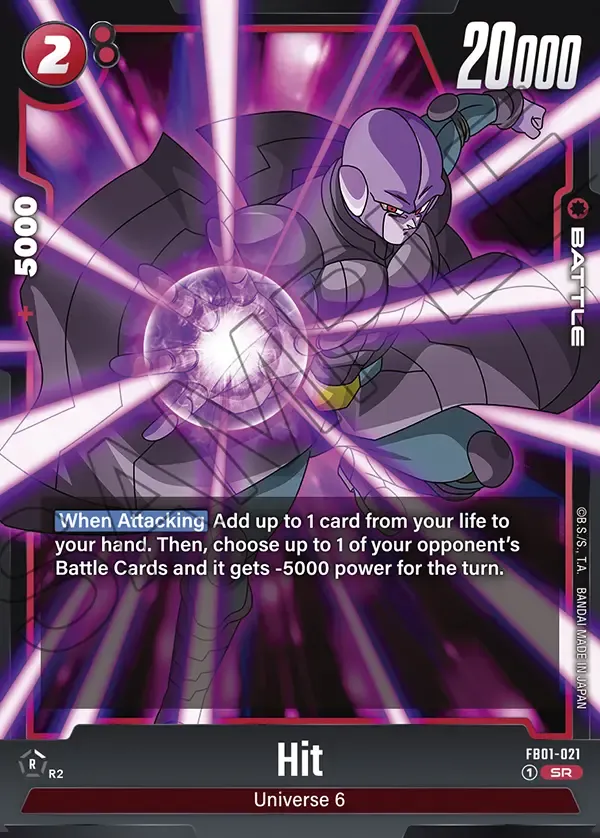 2
20000
+ 5000
BATTLE
SAMPLE
When Attacking Add up to 1 card from your life to
your hand. Then, choose up to 1 of your opponent's
Battle Cards and it gets -5000 power for the turn.
©B.S./S., T.A. BANDAI MADE IN JAPAN
R
R2
Hit
FB01-021
1 SR
Universe 6